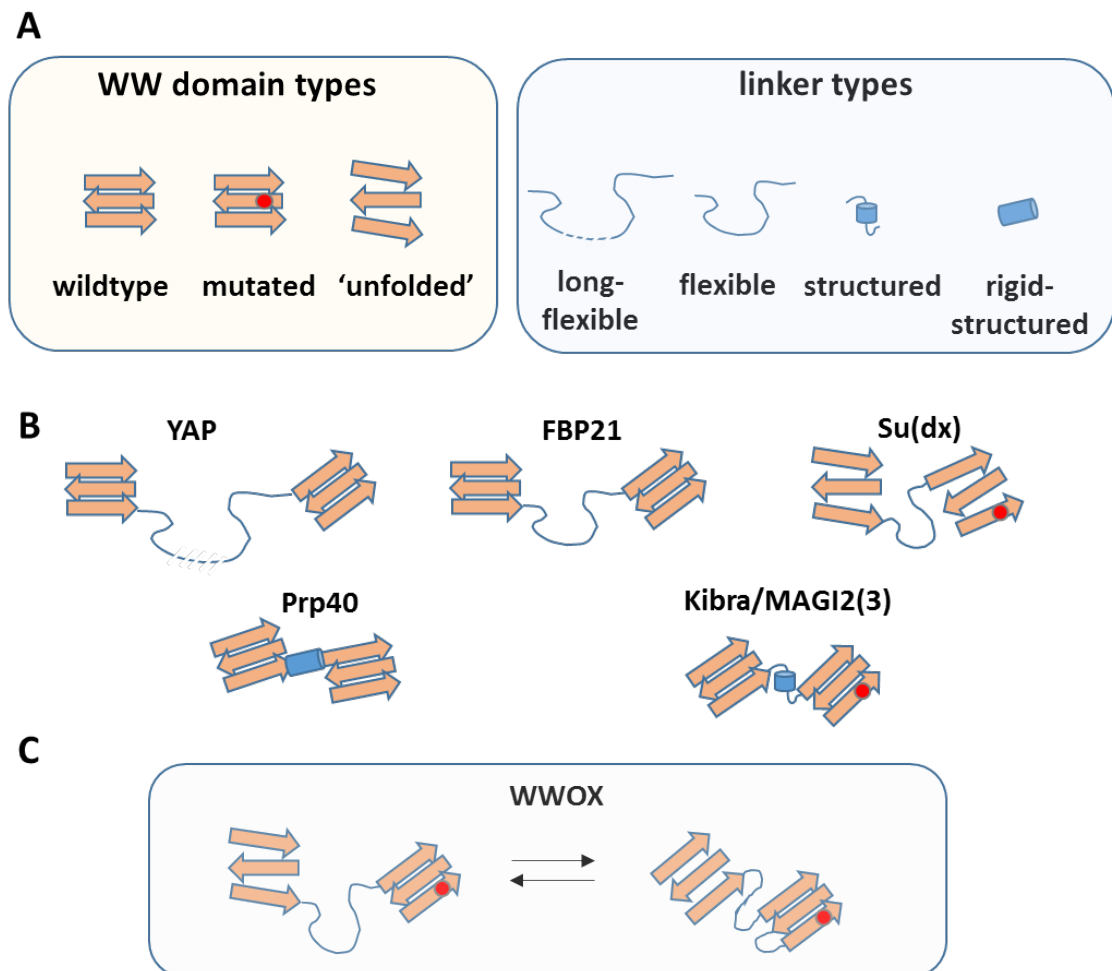 A
WW domain types
linker types
wildtype
mutated
‘unfolded’
long-
flexible
flexible
structured
rigid-
structured
B
YAP
FBP21
Su(dx)
Prp40
Kibra/MAGI2(3)
C
WWOX